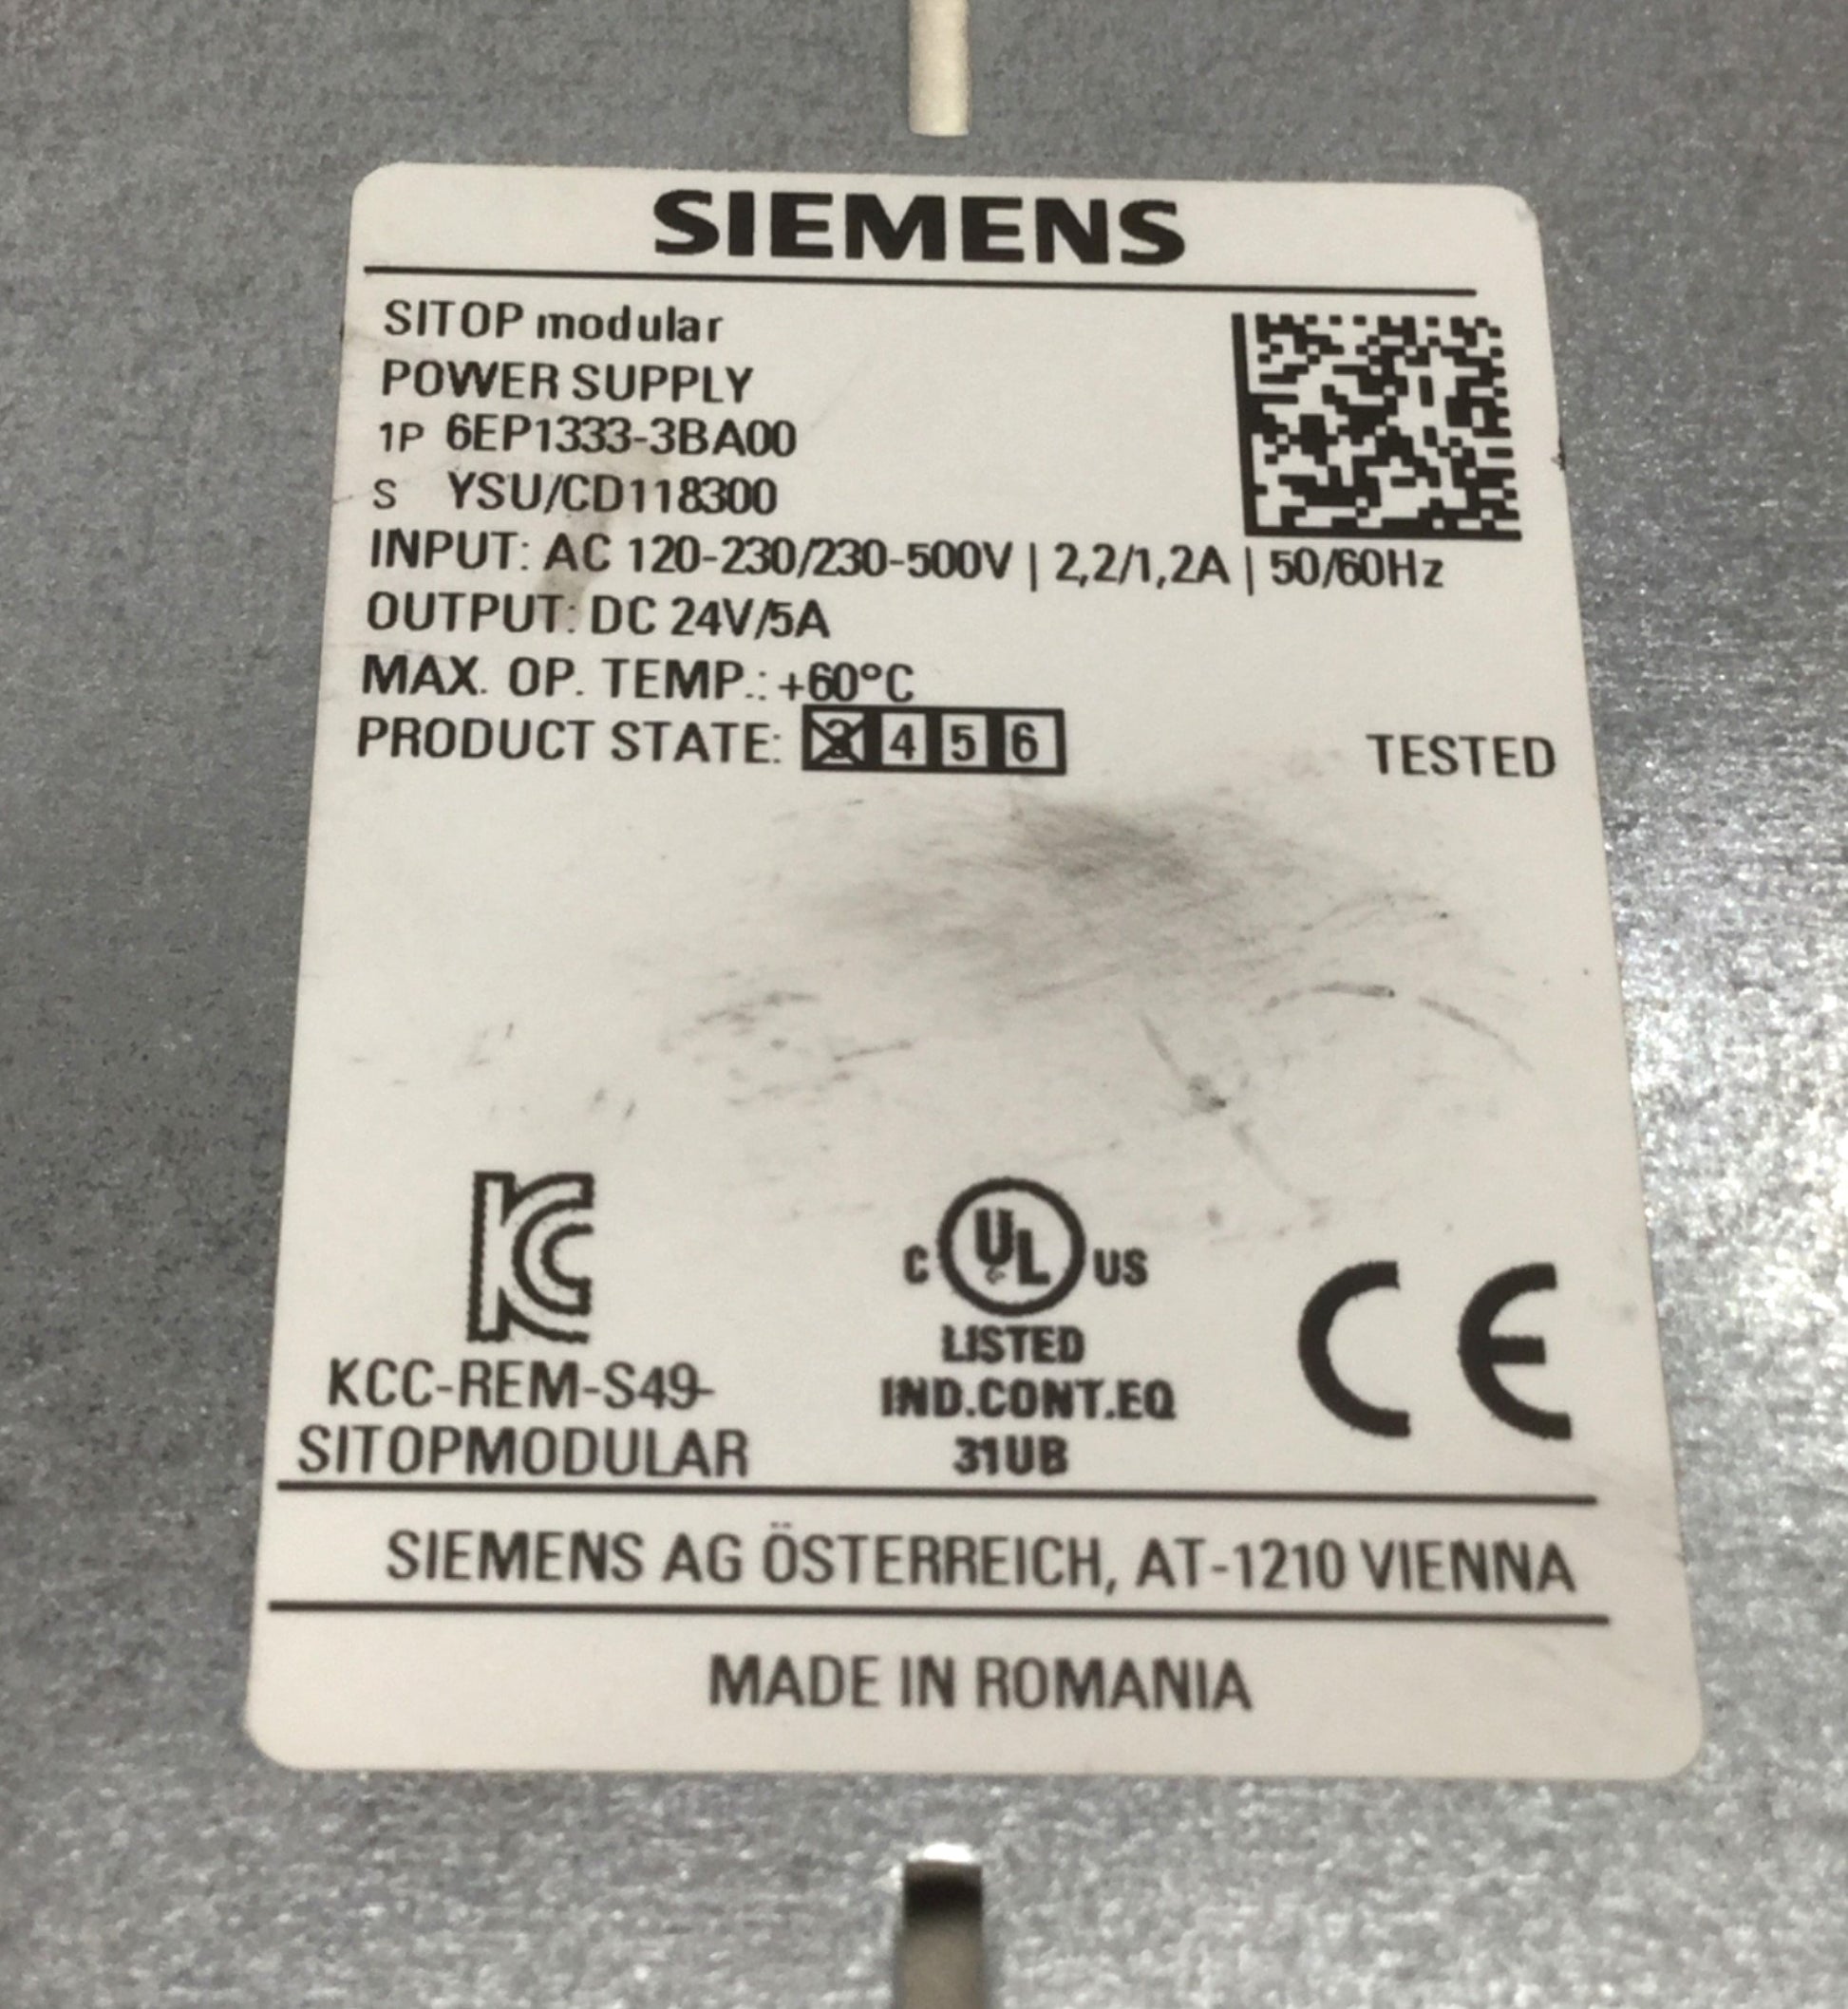 SIEMENS
SITOP modular
POWER SUPPLY
1P 6EP1333-3BA00
S YSU/CD118300
INPUT: AC 120-230/230-500V | 2,2/1,2A | 50/60Hz
OUTPUT: DC 24V/5A
MAX. OP. TEMP.: +60°C
PRODUCT STATE: 3 4 5 6 TESTED
KCC-REM-S49-
SITOPMODULAR
C UL US
LISTED
IND.CONT.EQ
31UB
CE
SIEMENS AG ÖSTERREICH, AT-1210 VIENNA
MADE IN ROMANIA